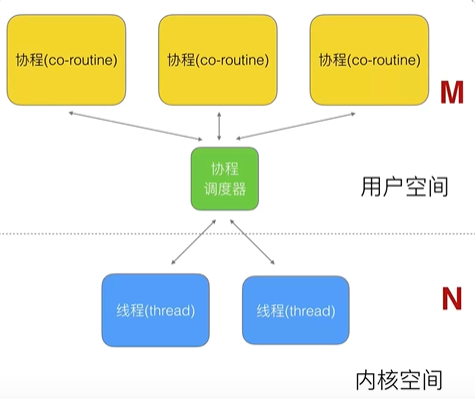 协程(co-routine)
协程(co-routine)
协程(co-routine)
M
协程
调度器
用户空间
线程(thread)
线程(thread)
N
内核空间